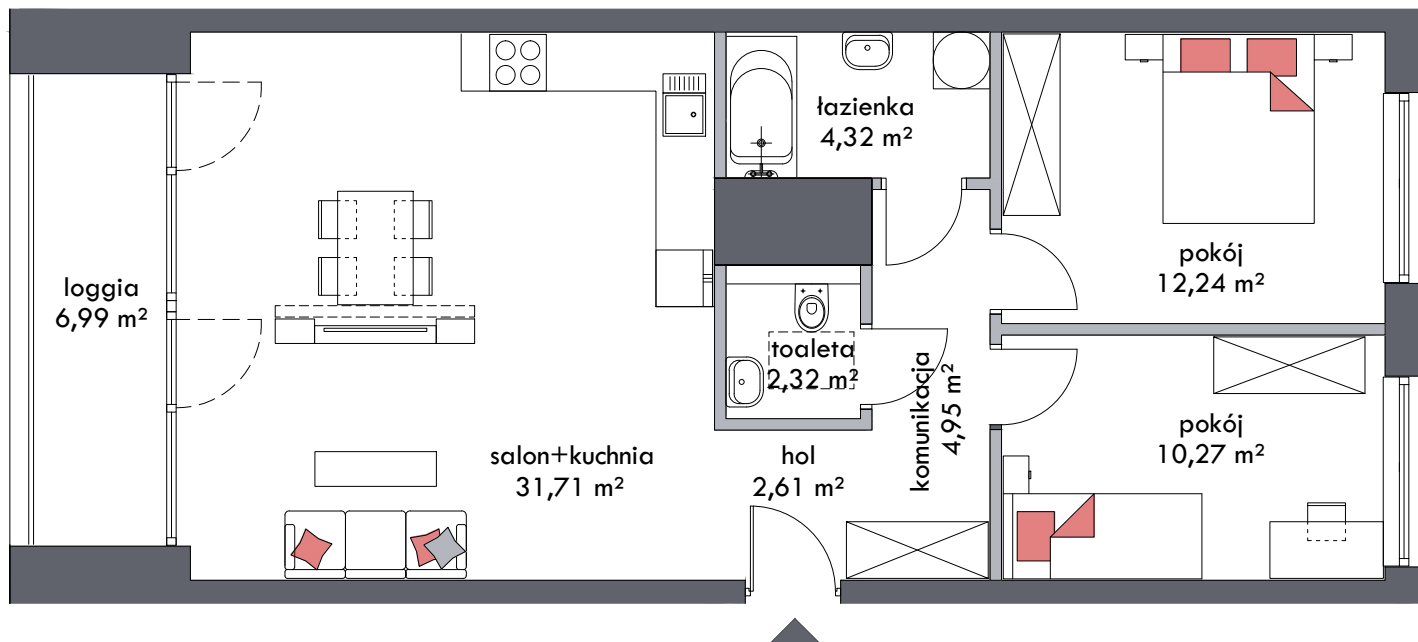 łazienka
4,32 m²
pokój
12,24 m²
loggia
6,99 m²
toaleta
2,32 m²
komunikacja
4,95 m²
pokój
10,27 m²
salon+kuchnia
31,71 m²
hol
2,61 m²